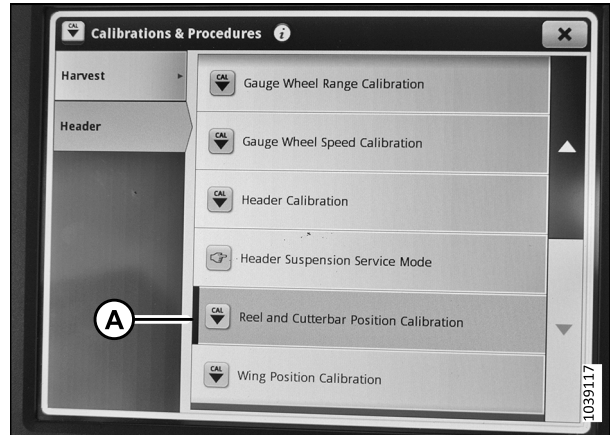 CAL
Calibrations & Procedures i
Harvest
Header
CAL
Gauge Wheel Range Calibration
CAL
Gauge Wheel Speed Calibration
CAL
Header Calibration
Header Suspension Service Mode
A
CAL
Reel and Cutterbar Position Calibration
CAL
Wing Position Calibration
1039117